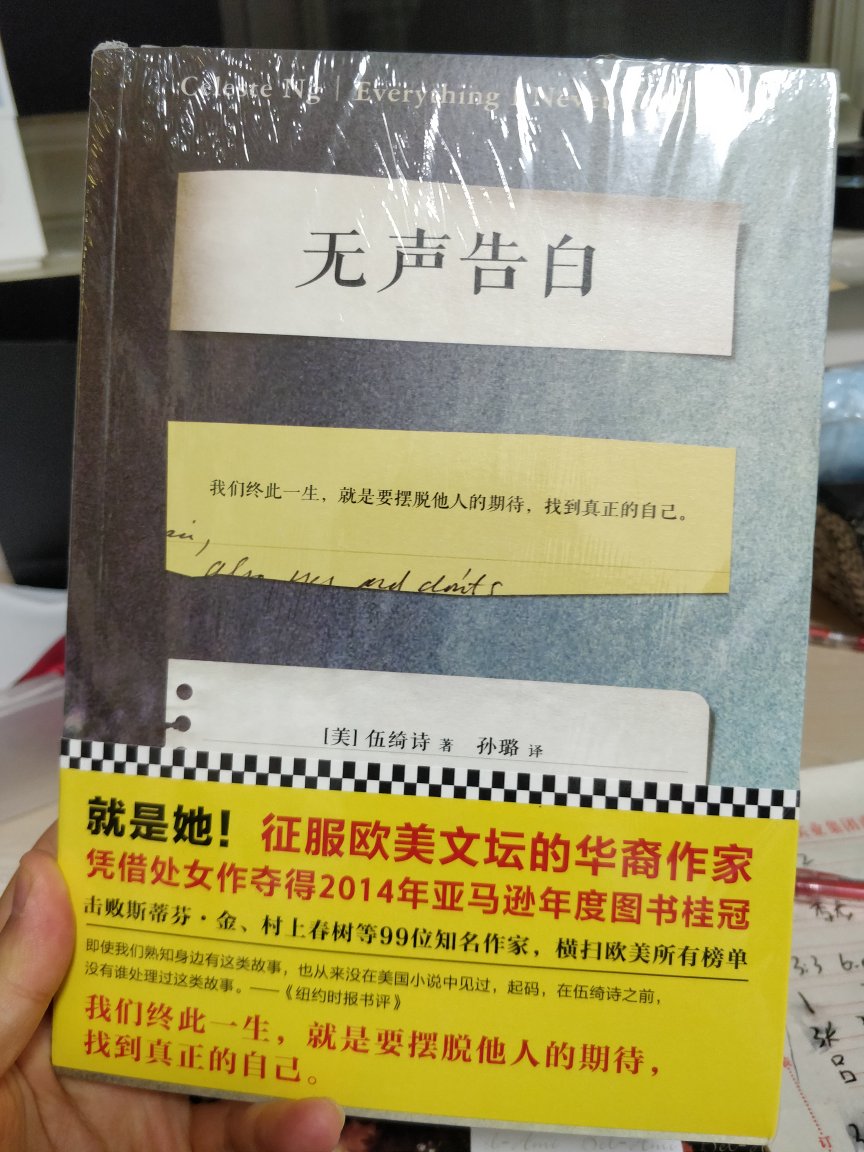 Celeste Ng | Everything I Never
无声告白
我们终此一生，就是要摆脱他人的期待，找到真正的自己。
and don'ts
[美] 伍绮诗 著 孙璐 译
就是她！征服欧美文坛的华裔作家
凭借处女作夺得2014年亚马逊年度图书桂冠
击败斯蒂芬·金、村上春树等99位知名作家，横扫欧美所有榜单
即使我们熟知身边有这类故事，也从来没在美国小说中见过，起码，在伍绮诗之前，
没有谁处理过这类故事。——《纽约时报书评》
我们终此一生，就是要摆脱他人的期待，
找到真正的自己。